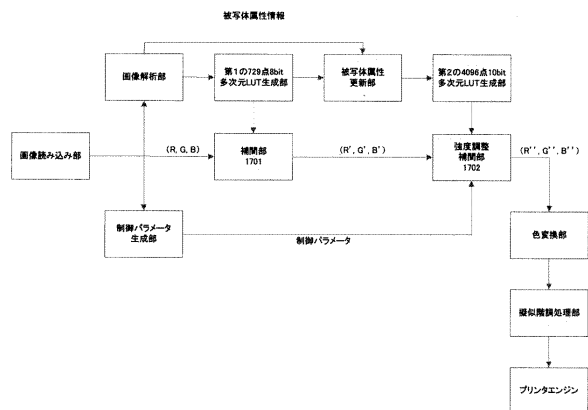 被写体属性情報
画像解析部
第1の729点8bit
多次元LUT生成部
被写体属性
更新部
第2の4096点10bit
多次元LUT生成部
画像読み込み部
(R, G, B)
補間部
1701
(R', G', B')
強度調整
補間部
1702
(R'', G'', B'')
制御パラメータ
生成部
制御パラメータ
色変換部
擬似階調処理部
プリンタエンジン